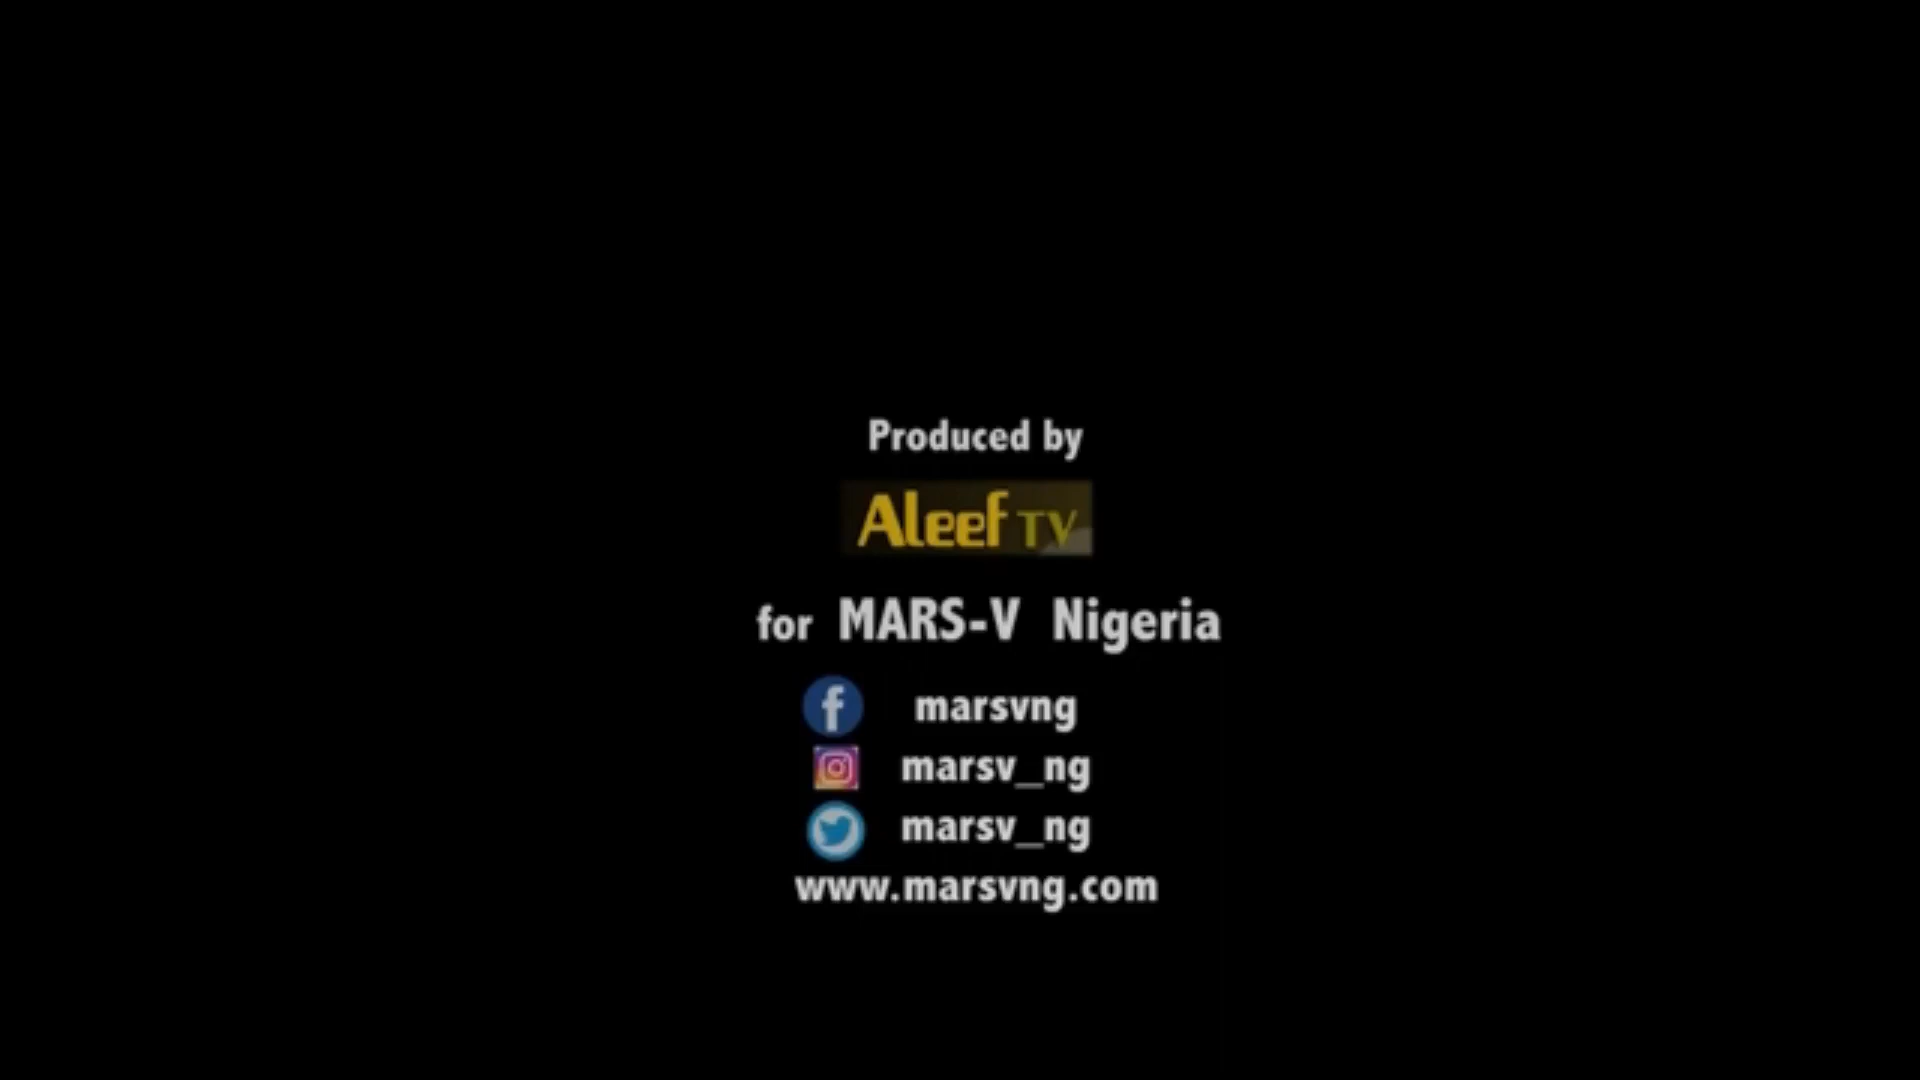 Produced by
Aleef TV
for MARS-V Nigeria
marsvng
marsv_ng
marsv_ng
www.marsvng.com